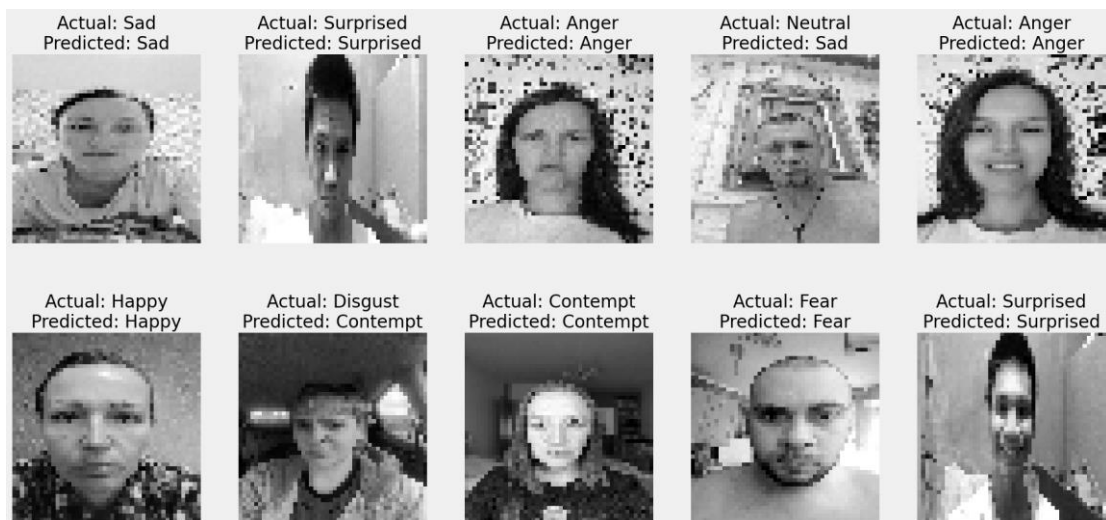 Actual: Sad
Predicted: Sad
Actual: Surprised
Predicted: Surprised
Actual: Anger
Predicted: Anger
Actual: Neutral
Predicted: Sad
Actual: Anger
Predicted: Anger
Actual: Happy
Predicted: Happy
Actual: Disgust
Predicted: Contempt
Actual: Contempt
Predicted: Contempt
Actual: Fear
Predicted: Fear
Actual: Surprised
Predicted: Surprised